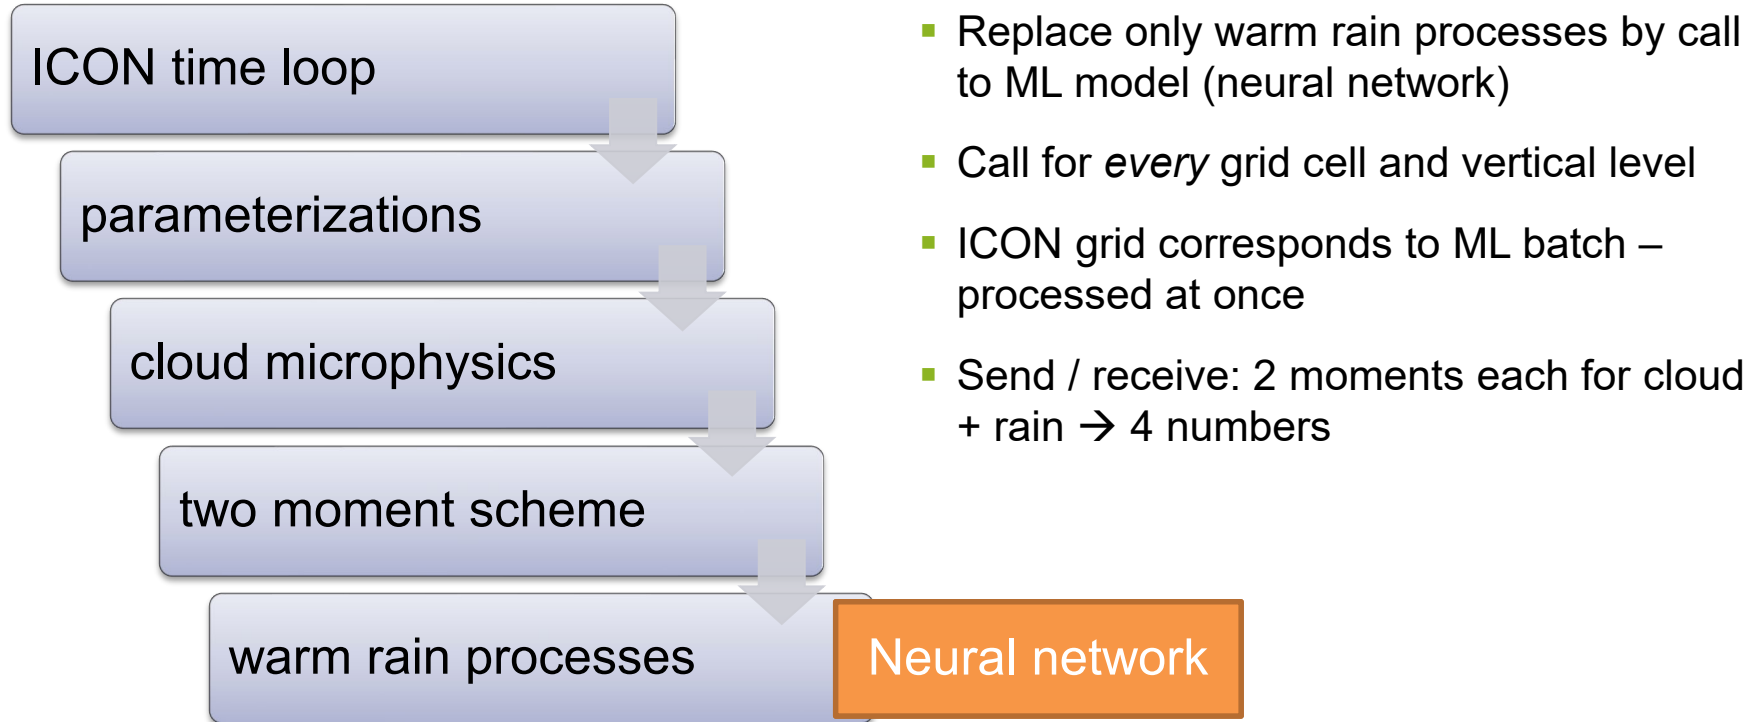 ICON time loop
parameterizations
cloud microphysics
two moment scheme
warm rain processes
Neural network
▪ Replace only warm rain processes by call
to ML model (neural network)
▪ Call for every grid cell and vertical level
▪ ICON grid corresponds to ML batch –
processed at once
▪ Send / receive: 2 moments each for cloud
+ rain → 4 numbers